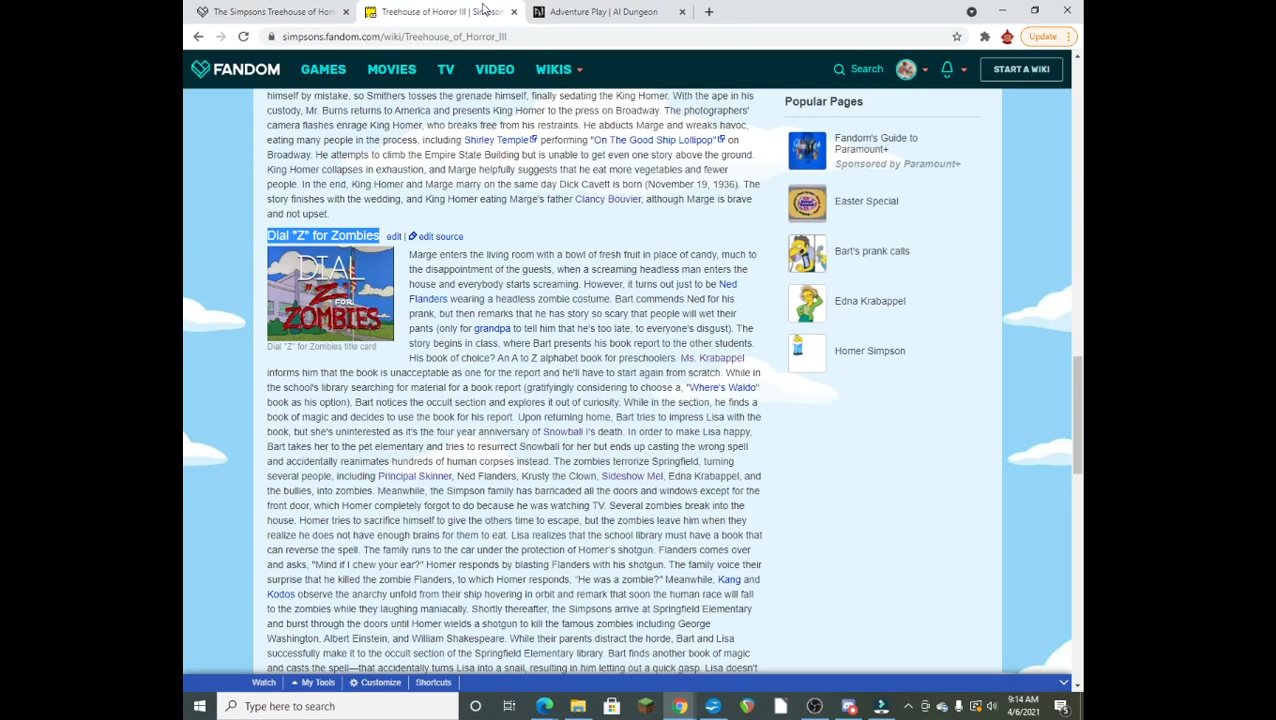 The Simpsons Treehouse of Hor
Treehouse of Horror III | Simpso
Adventure Play | AI Dungeon
simpsons.fandom.com/wiki/Treehouse_of_Horror_III
Update
FANDOM GAMES MOVIES TV VIDEO WIKIS Search START A WIKI
himself by mistake, so Smithers tosses the grenade himself, finally sedating the King Homer. With the ape in his
custody, Mr. Burns returns to America and presents King Homer to the press on Broadway. The photographers'
camera flashes enrage King Homer, who breaks free from his restraints. He abducts Marge and wreaks havoc,
eating many people in the process, including Shirley Temple performing "On The Good Ship Lollipop" on
Broadway. He attempts to climb the Empire State Building but is unable to get even one story above the ground.
King Homer collapses in exhaustion, and Marge helpfully suggests that he eat more vegetables and fewer
people. In the end, King Homer and Marge marry on the same day Dick Cavett is born (November 19, 1936). The
story finishes with the wedding, and King Homer eating Marge's father Clancy Bouvier, although Marge is brave
and not upset.
Dial "Z" for Zombies edit | edit source
DIAL
"Z" FOR
ZOMBIES
Dial "Z" for Zombies title card
Marge enters the living room with a bowl of fresh fruit in place of candy, much to
the disappointment of the guests, when a screaming headless man enters the
house and everybody starts screaming. However, it turns out just to be Ned
Flanders wearing a headless zombie costume. Bart commends Ned for his
prank, but then remarks that he has story so scary that people will wet their
pants (only for grandpa to tell him that he's too late, to everyone's disgust). The
story begins in class, where Bart presents his book report to the other students.
His book of choice? An A to Z alphabet book for preschoolers. Ms. Krabappel
informs him that the book is unacceptable as one for the report and he'll have to start again from scratch. While in
the school's library searching for material for a book report (gratifyingly considering to choose a, "Where's Waldo"
book as his option), Bart notices the occult section and explores it out of curiosity. While in the section, he finds a
book of magic and decides to use the book for his report. Upon returning home, Bart tries to impress Lisa with the
book, but she's uninterested as it's the four year anniversary of Snowball I's death. In order to make Lisa happy,
Bart takes her to the pet elementary and tries to resurrect Snowball for her but ends up casting the wrong spell
and accidentally reanimates hundreds of human corpses instead. The zombies terrorize Springfield, turning
several people, including Principal Skinner, Ned Flanders, Krusty the Clown, Sideshow Mel, Edna Krabappel, and
the bullies, into zombies. Meanwhile, the Simpson family has barricaded all the doors and windows except for the
front door, which Homer completely forgot to do because he was watching TV. Several zombies break into the
house. Homer tries to sacrifice himself to give the others time to escape, but the zombies leave him when they
realize he does not have enough brains for them to eat. Lisa realizes that the school library must have a book that
can reverse the spell. The family runs to the car under the protection of Homer's shotgun. Flanders comes over
and asks, "Mind if I chew your ear?" Homer responds by blasting Flanders with his shotgun. The family voice their
surprise that he killed the zombie Flanders, to which Homer responds, "He was a zombie?" Meanwhile, Kang and
Kodos observe the anarchy unfold from their ship hovering in orbit and remark that soon the human race will fall
to the zombies while they laughing maniacally. Shortly thereafter, the Simpsons arrive at Springfield Elementary
and burst through the doors until Homer wields a shotgun to kill the famous zombies including George
Washington, Albert Einstein, and William Shakespeare. While their parents distract the horde, Bart and Lisa
successfully make it to the occult section of the Springfield Elementary library. Bart finds another book of magic
and casts the spell—that accidentally turns Lisa into a snail, resulting in him letting out a quick gasp. Lisa doesn't
Popular Pages
Fandom's Guide to
Paramount+
Sponsored by Paramount+
Easter Special
Bart's prank calls
Edna Krabappel
Homer Simpson
Watch My Tools Customize Shortcuts
Type here to search
9:14 AM
4/6/2021
5